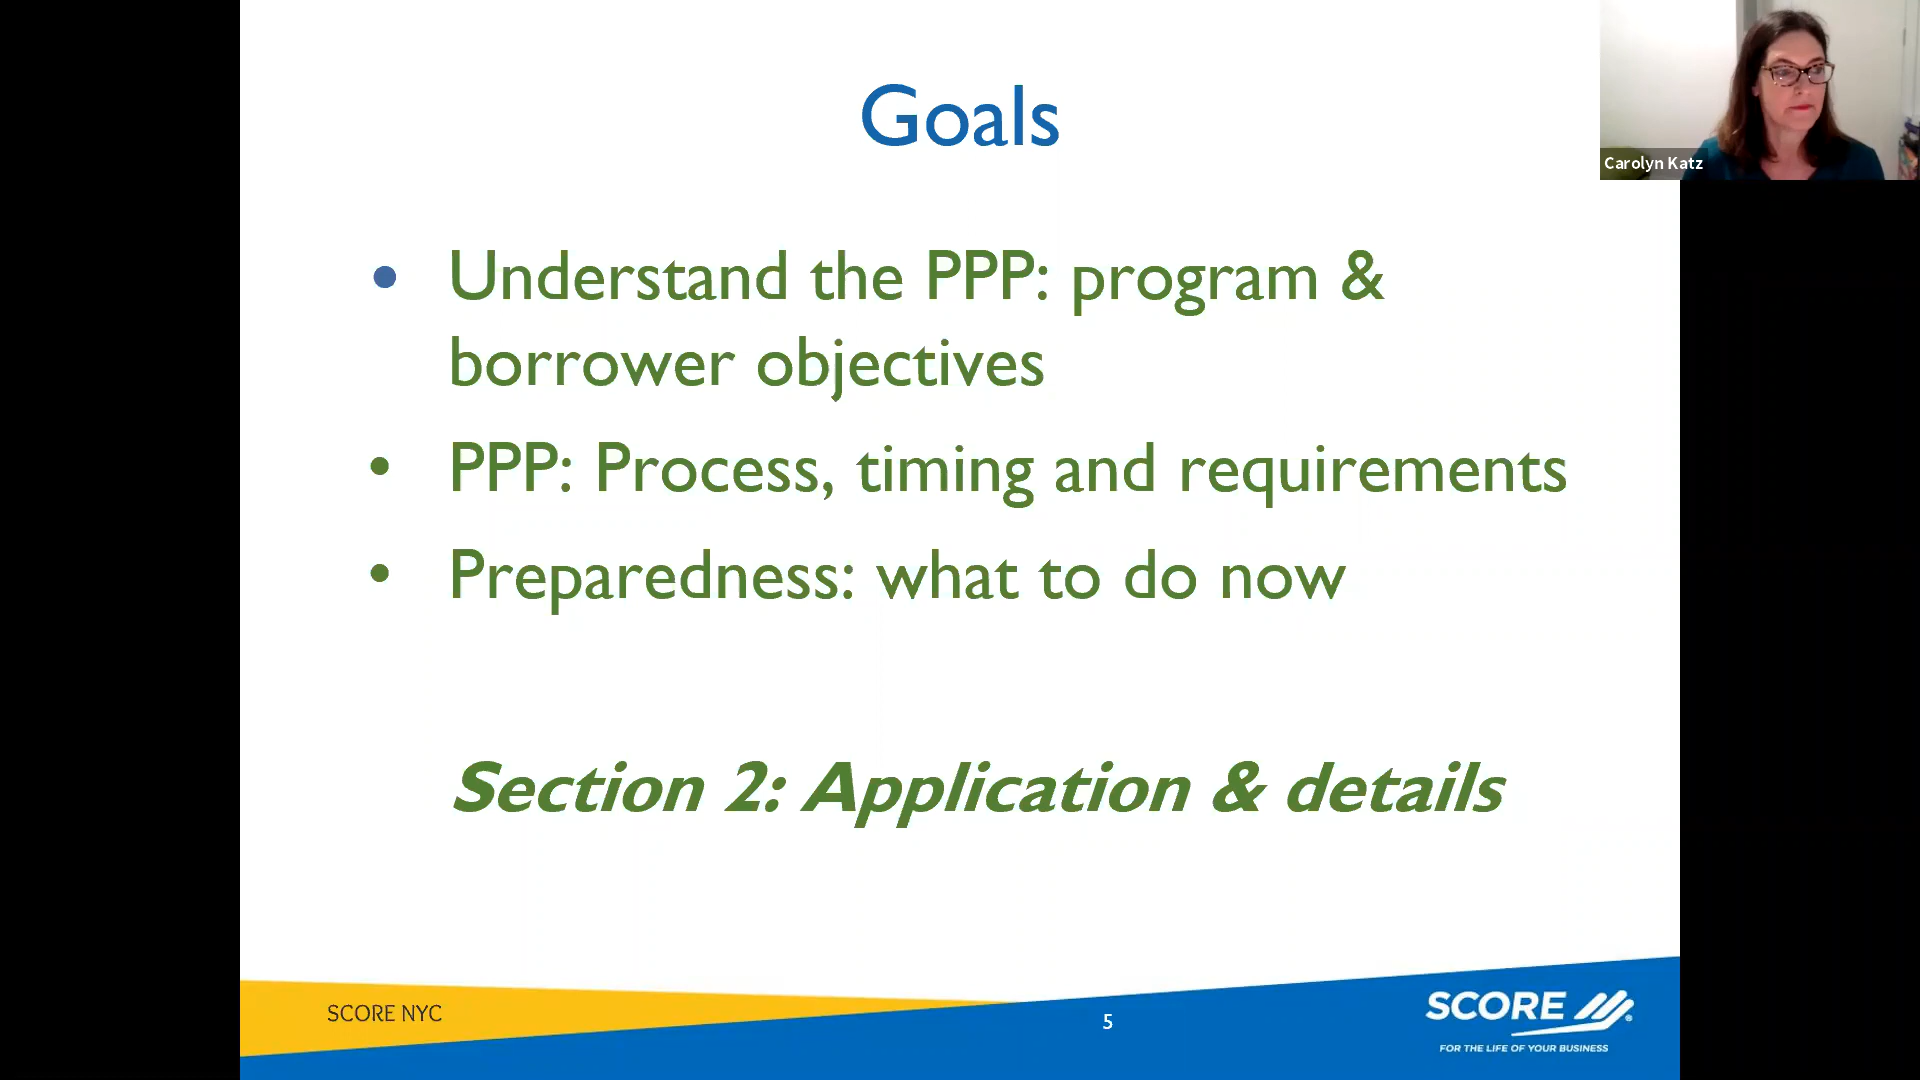 Goals
Carolyn Katz
• Understand the PPP: program &
borrower objectives
• PPP: Process, timing and requirements
• Preparedness: what to do now
Section 2: Application & details
SCORE NYC
5
SCORE
FOR THE LIFE OF YOUR BUSINESS